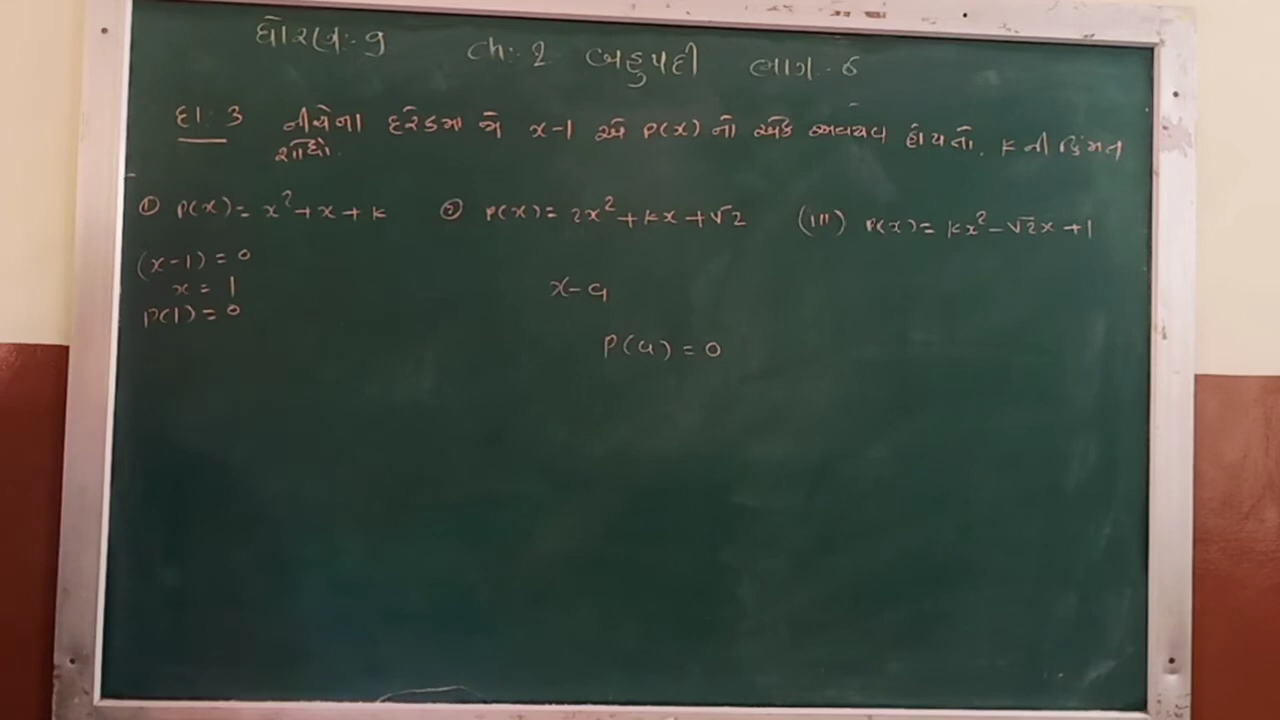 ધોરણ:- 9 Ch:- 2 બહુપદી ભાગ - 6
દા: 3 નીચેના દરેકમાં જો x-1 એ P(x) નો એક અવયવ હોય તો, k ની કિંમત
શોધો.
① P(x) = x² + x + k ② P(x) = 2x² + kx + √2 (iii) P(x) = kx² - √2x + 1
(x-1) = 0
x = 1
P(1) = 0
x-a
P(a) = 0